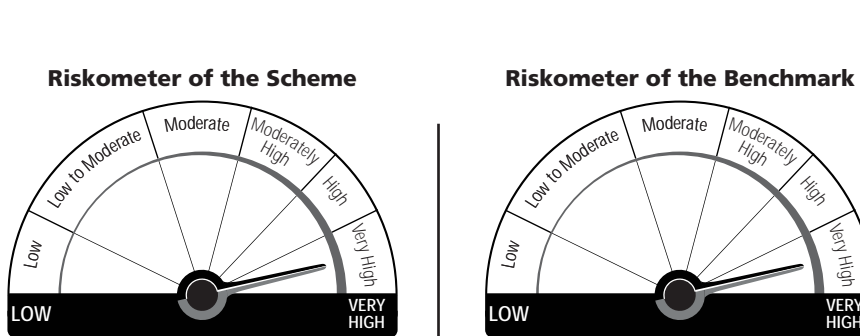 Riskometer of the Scheme
Low
Low to Moderate
Moderate
Moderately
High
High
Very High
LOW
VERY
HIGH
Riskometer of the Benchmark
Low
Low to Moderate
Moderate
Moderately
High
High
Very High
LOW
VERY
HIGH